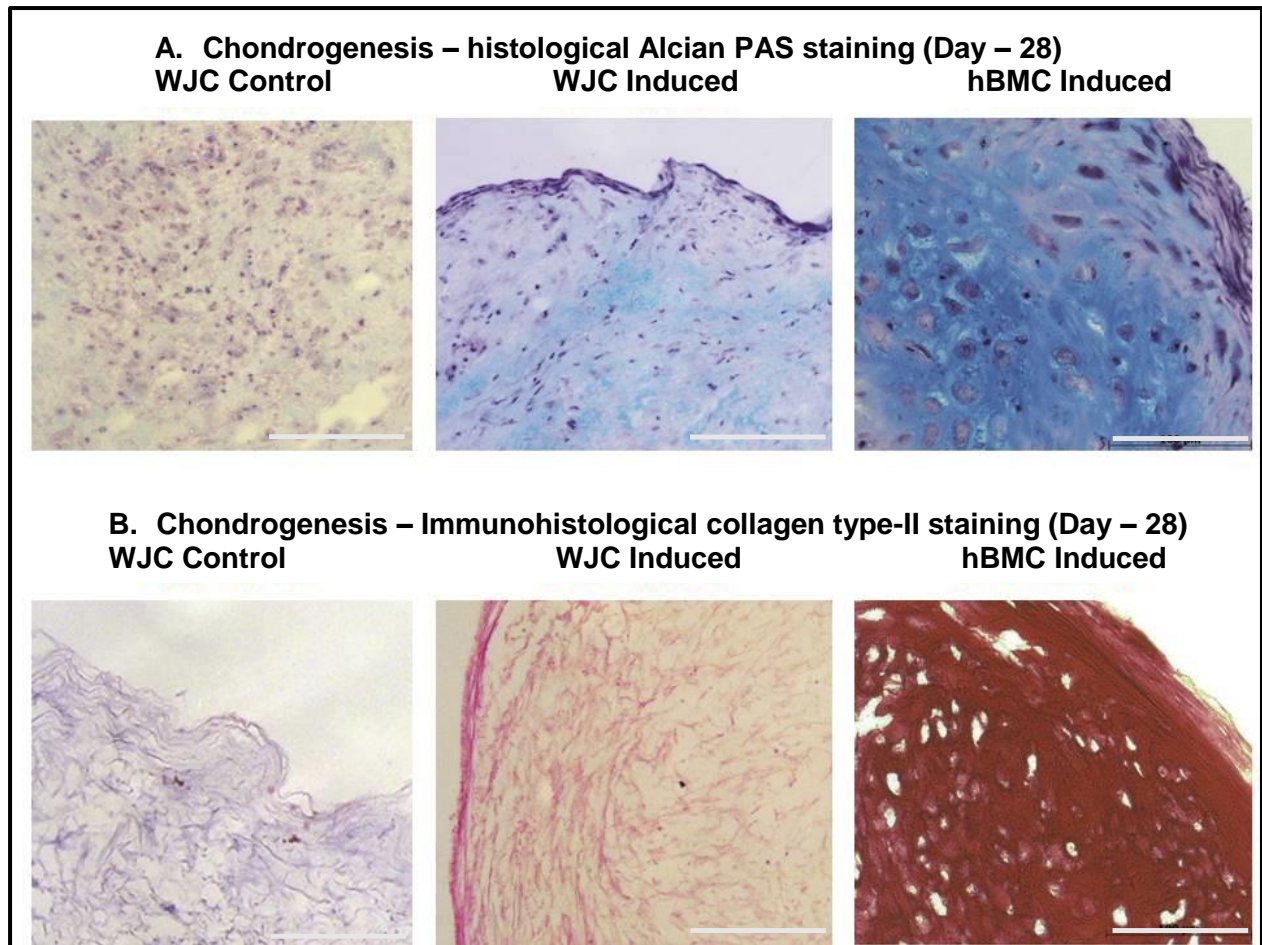 A. Chondrogenesis – histological Alcian PAS staining (Day – 28)
WJC Control WJC Induced hBMC Induced
B. Chondrogenesis – Immunohistological collagen type-II staining (Day – 28)
WJC Control WJC Induced hBMC Induced